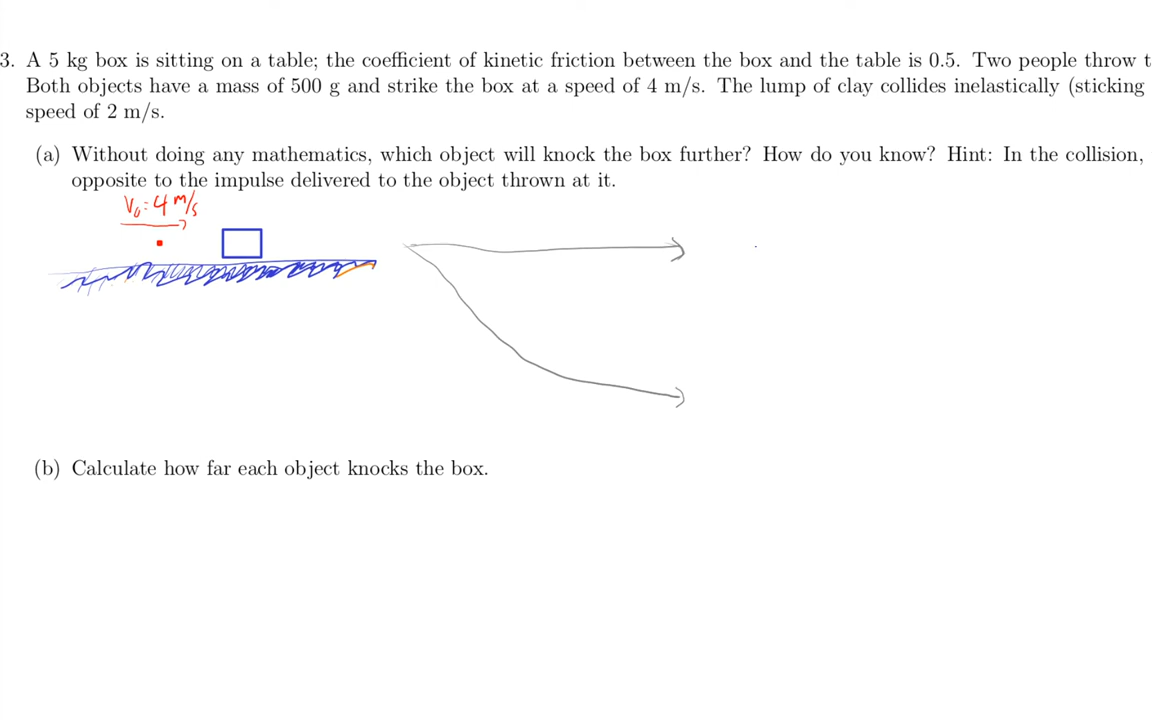 3. A 5 kg box is sitting on a table; the coefficient of kinetic friction between the box and the table is 0.5. Two people throw t
Both objects have a mass of 500 g and strike the box at a speed of 4 m/s. The lump of clay collides inelastically (sticking
speed of 2 m/s.
(a) Without doing any mathematics, which object will knock the box further? How do you know? Hint: In the collision,
opposite to the impulse delivered to the object thrown at it.
V₀ = 4 m/s
(b) Calculate how far each object knocks the box.